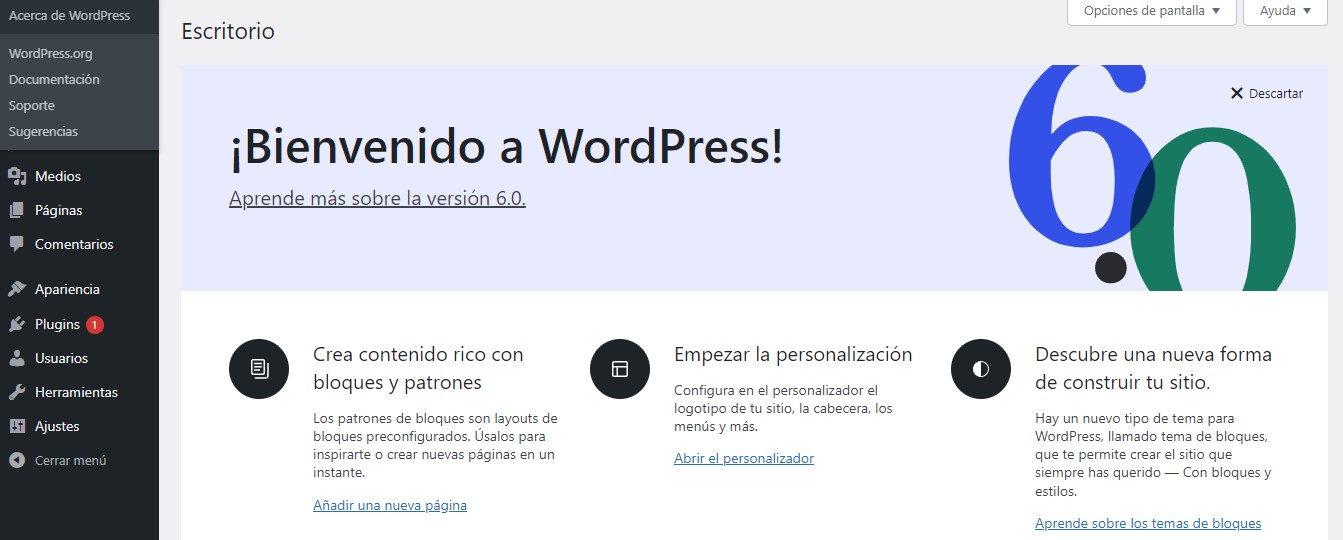 Acerca de WordPress
WordPress.org
Documentación
Soporte
Sugerencias
Medios
Páginas
Comentarios
Apariencia
Plugins 1
Usuarios
Herramientas
Ajustes
Cerrar menú
Opciones de pantalla
Ayuda
Escritorio
Descartar
¡Bienvenido a WordPress!
Aprende más sobre la versión 6.0.
6.0
Crea contenido rico con
bloques y patrones
Los patrones de bloques son layouts de
bloques preconfigurados. Úsalos para
inspirarte o crear nuevas páginas en un
instante.
Añadir una nueva página
Empezar la personalización
Configura en el personalizador el
logotipo de tu sitio, la cabecera, los
menús y más.
Abrir el personalizador
Descubre una nueva forma
de construir tu sitio.
Hay un nuevo tipo de tema para
WordPress, llamado tema de bloques,
que te permite crear el sitio que
siempre has querido — Con bloques y
estilos.
Aprende sobre los temas de bloques